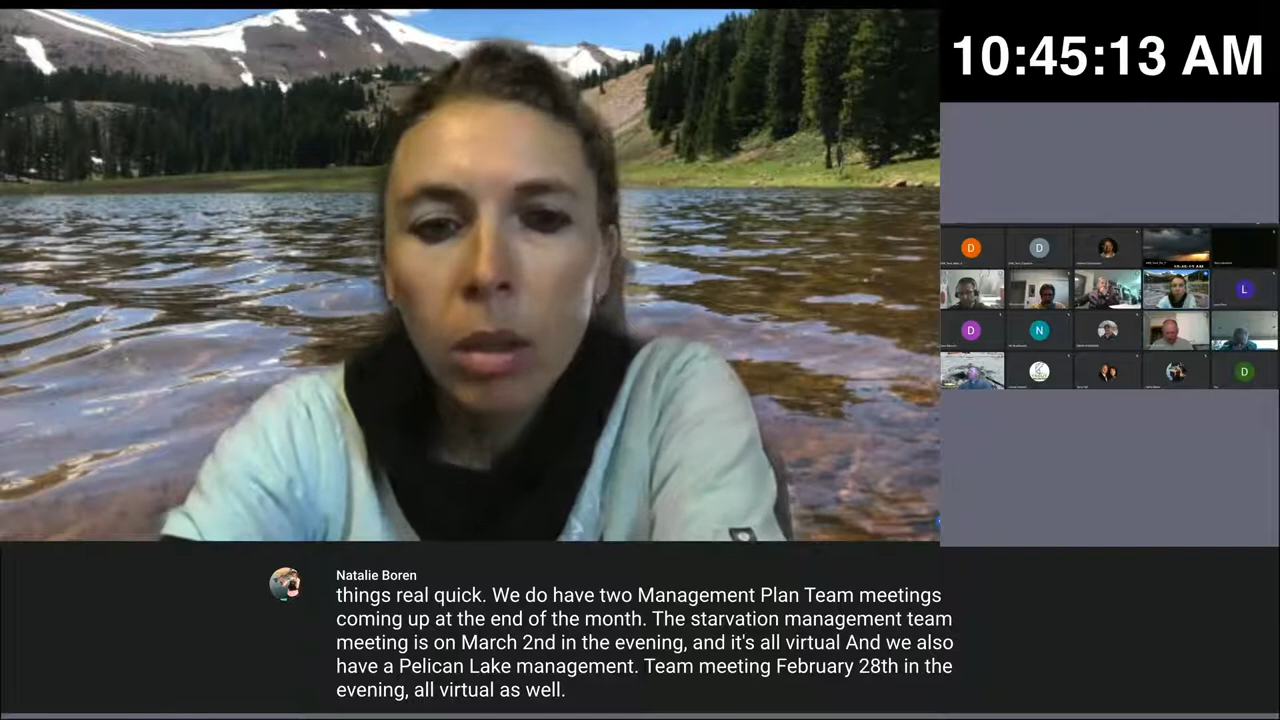 10:45:13 AM
D
D
L
D
N
D
Natalie Boren
things real quick. We do have two Management Plan Team meetings
coming up at the end of the month. The starvation management team
meeting is on March 2nd in the evening, and it's all virtual And we also
have a Pelican Lake management. Team meeting February 28th in the
evening, all virtual as well.